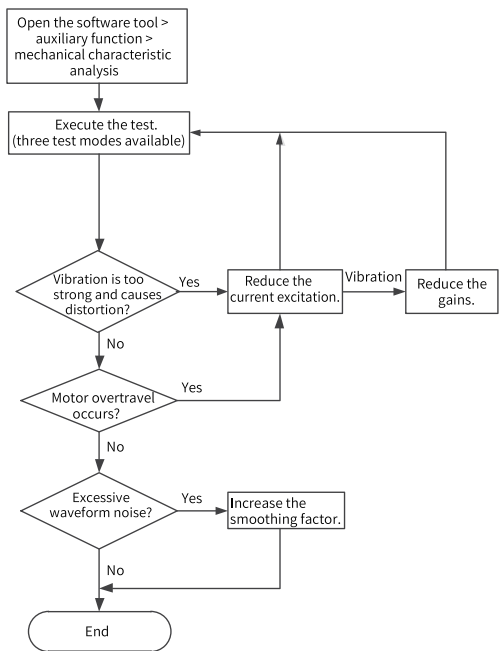 Open the software tool >
auxiliary function >
mechanical characteristic
analysis
Execute the test.
(three test modes available)
Vibration is too
strong and causes
distortion?
Yes
Reduce the
current excitation.
Vibration
Reduce the
gains.
No
Motor overtravel
occurs?
Yes
No
Excessive
waveform noise?
Yes
Increase the
smoothing factor.
No
End